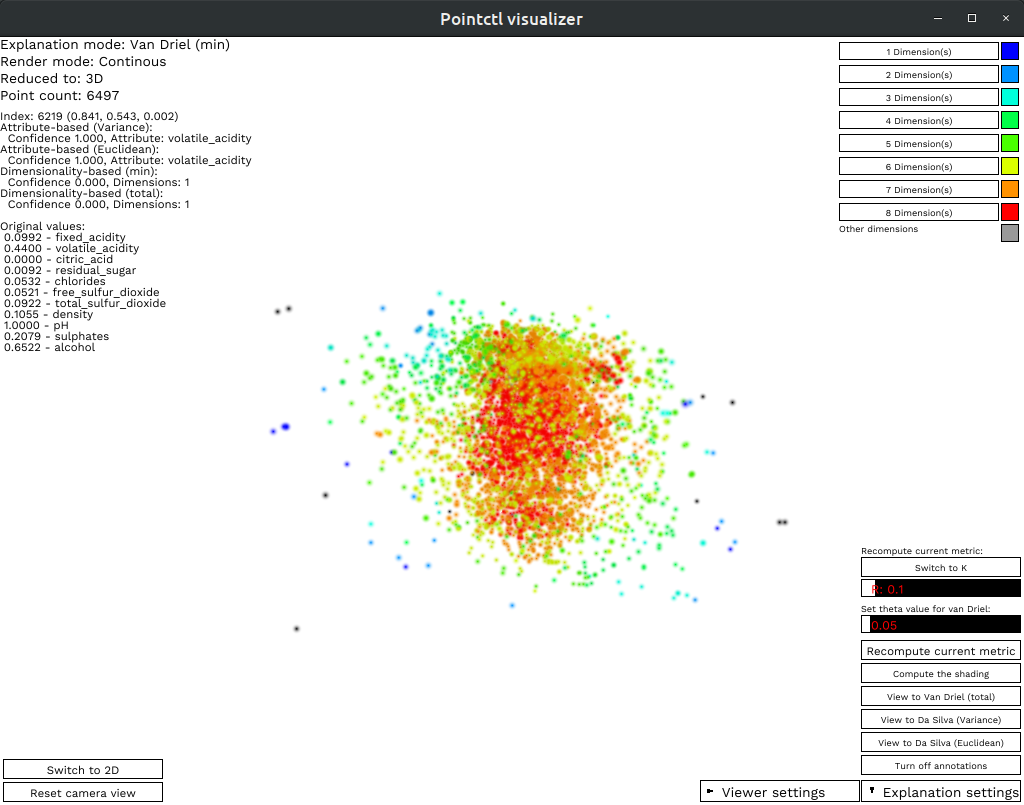 Pointctl visualizer
Explanation mode: Van Driel (min)
Render mode: Continous
Reduced to: 3D
Point count: 6497
Index: 6219 (0.841, 0.543, 0.002)
Attribute-based (Variance):
Confidence 1.000, Attribute: volatile_acidity
Attribute-based (Euclidean):
Confidence 1.000, Attribute: volatile_acidity
Dimensionality-based (min):
Confidence 0.000, Dimensions: 1
Dimensionality-based (total):
Confidence 0.000, Dimensions: 1
Original values:
0.0992 - fixed_acidity
0.4400 - volatile_acidity
0.0000 - citric_acid
0.0092 - residual_sugar
0.0532 - chlorides
0.0521 - free_sulfur_dioxide
0.0922 - total_sulfur_dioxide
0.1055 - density
1.0000 - pH
0.2079 - sulphates
0.6522 - alcohol
1 Dimension(s)
2 Dimension(s)
3 Dimension(s)
4 Dimension(s)
5 Dimension(s)
6 Dimension(s)
7 Dimension(s)
8 Dimension(s)
Other dimensions
Recompute current metric:
Switch to K
R: 0.1
Set theta value for van Driel:
0.05
Recompute current metric
Compute the shading
View to Van Driel (total)
View to Da Silva (Variance)
View to Da Silva (Euclidean)
Turn off annotations
Switch to 2D
Reset camera view
Viewer settings
Explanation settings